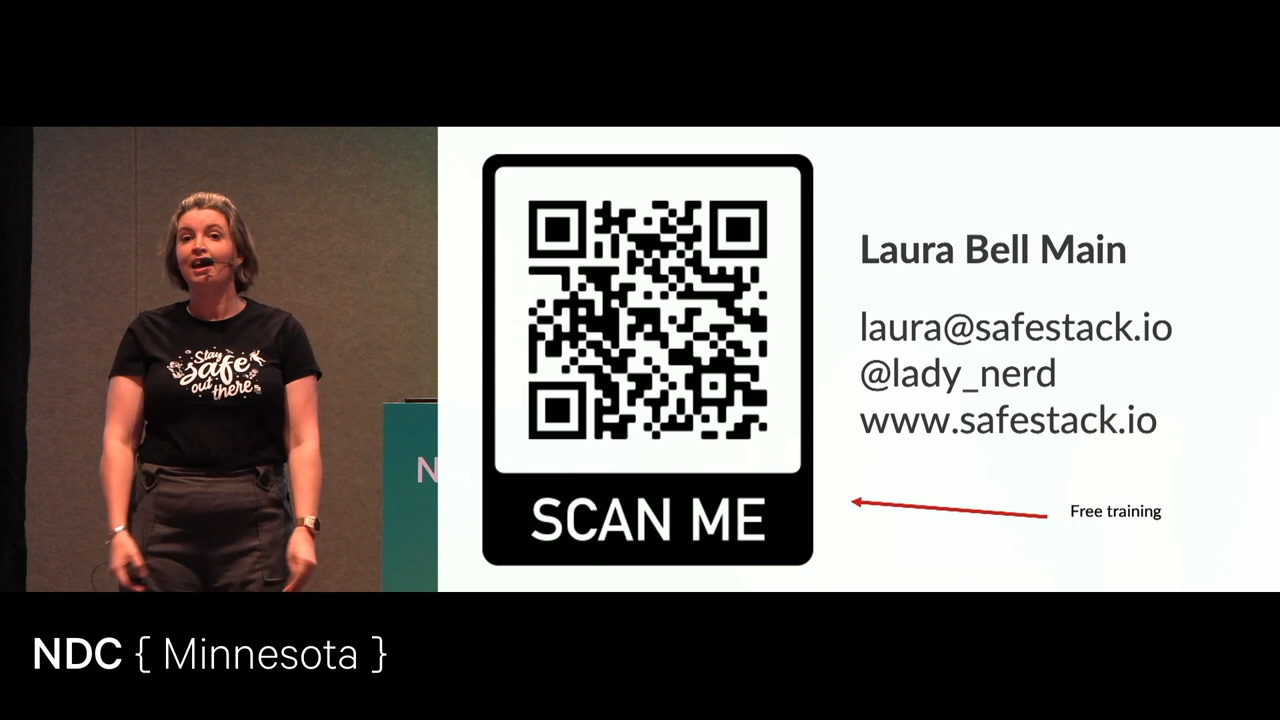 Stay
safe
out there
N
SCAN ME
Laura Bell Main
laura@safestack.io
@lady_nerd
www.safestack.io
Free training
NDC { Minnesota }